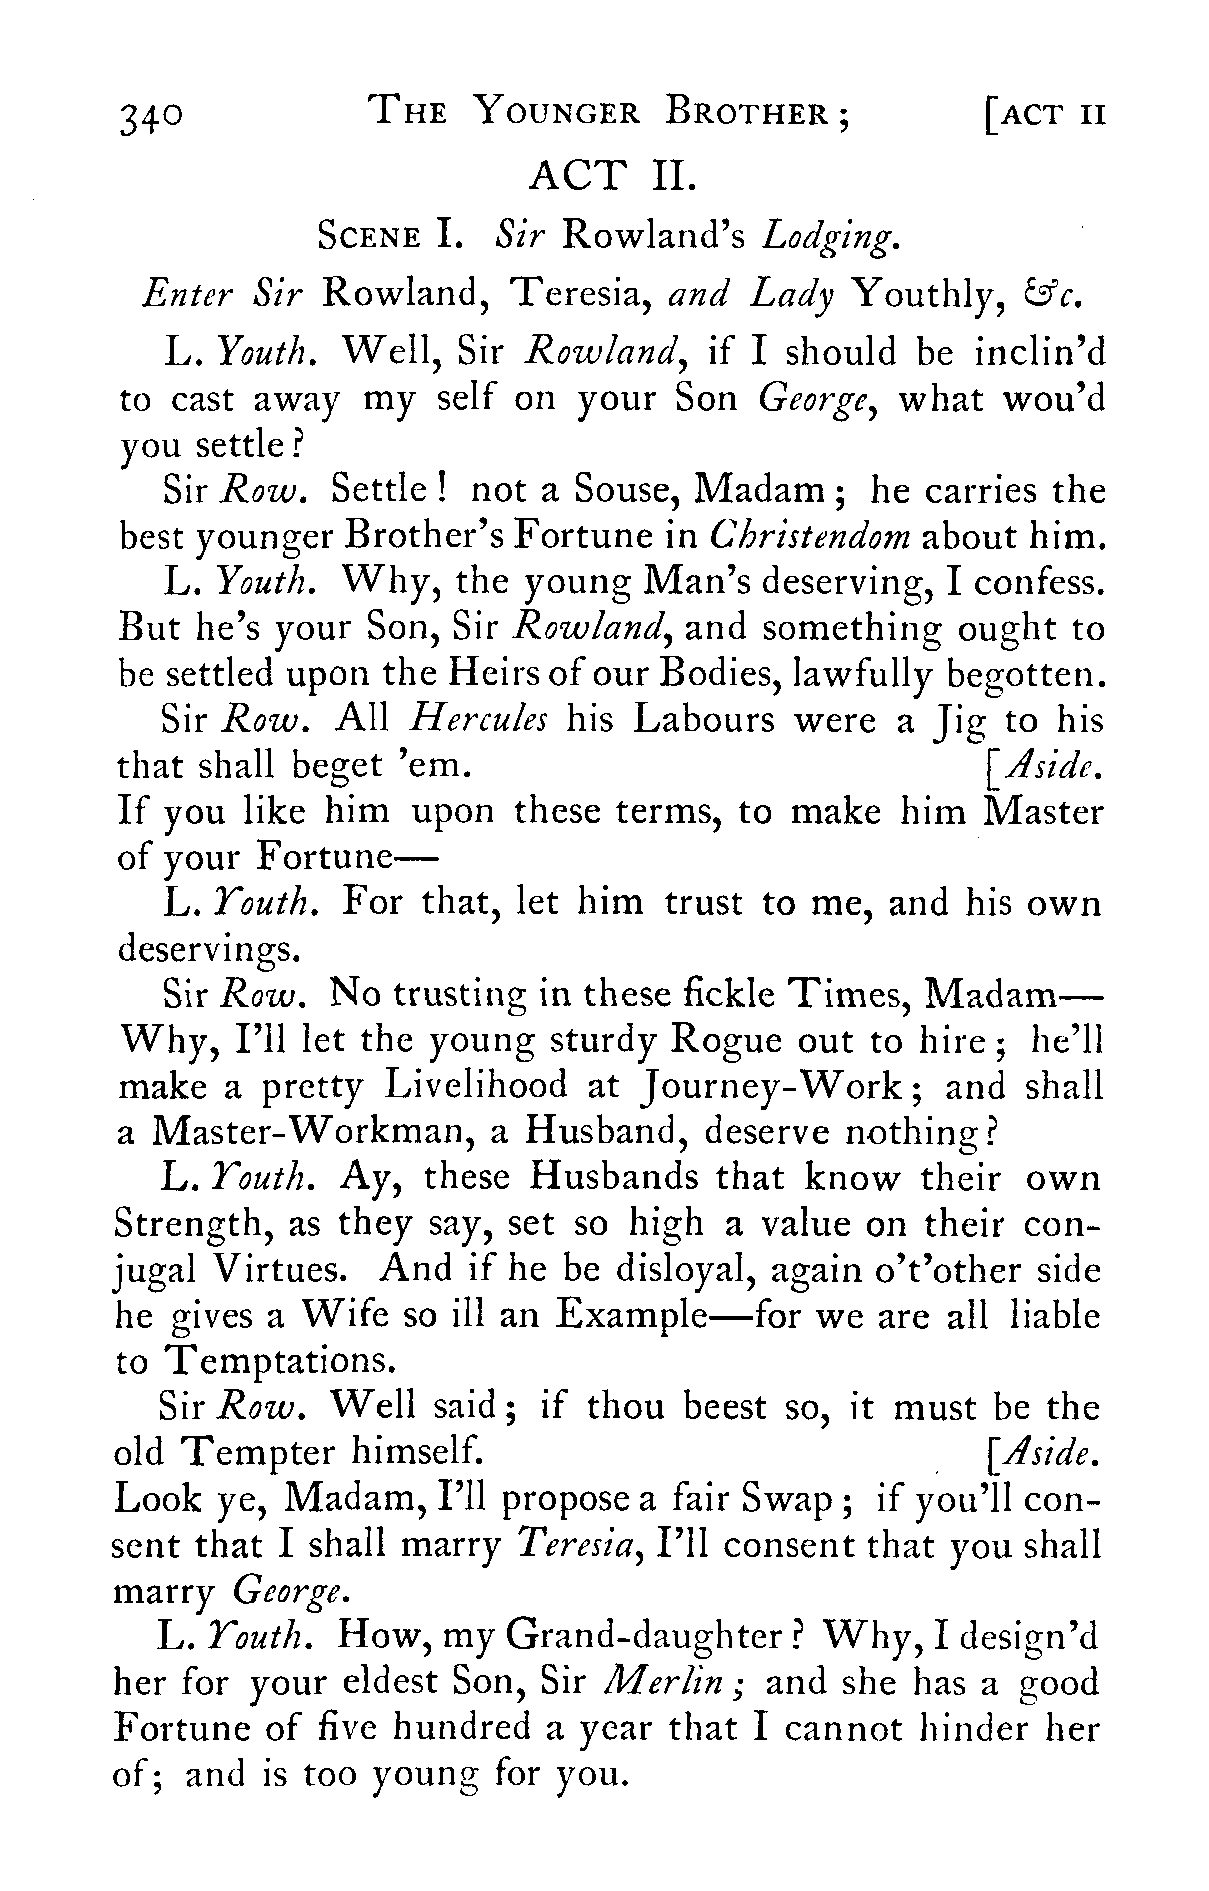 340 THE YOUNGER BROTHER ; [ACT II
ACT II.
SCENE I. Sir Rowland's Lodging.
Enter Sir Rowland, Teresia, and Lady Youthly, &c.
L. Youth. Well, Sir Rowland, if I should be inclin'd
to cast away my self on your Son George, what wou'd
you settle ?
Sir Row. Settle ! not a Souse, Madam ; he carries the
best younger Brother's Fortune in Christendom about him.
L. Youth. Why, the young Man's deserving, I confess.
But he's your Son, Sir Rowland, and something ought to
be settled upon the Heirs of our Bodies, lawfully begotten.
Sir Row. All Hercules his Labours were a Jig to his
that shall beget 'em. [Aside.
If you like him upon these terms, to make him Master
of your Fortune—
L. Youth. For that, let him trust to me, and his own
deservings.
Sir Row. No trusting in these fickle Times, Madam—
Why, I'll let the young sturdy Rogue out to hire ; he'll
make a pretty Livelihood at Journey-Work ; and shall
a Master-Workman, a Husband, deserve nothing ?
L. Youth. Ay, these Husbands that know their own
Strength, as they say, set so high a value on their con-
jugal Virtues. And if he be disloyal, again o't'other side
he gives a Wife so ill an Example—for we are all liable
to Temptations.
Sir Row. Well said ; if thou beest so, it must be the
old Tempter himself. [Aside.
Look ye, Madam, I'll propose a fair Swap ; if you'll con-
sent that I shall marry Teresia, I'll consent that you shall
marry George.
L. Youth. How, my Grand-daughter ? Why, I design'd
her for your eldest Son, Sir Merlin ; and she has a good
Fortune of five hundred a year that I cannot hinder her
of ; and is too young for you.